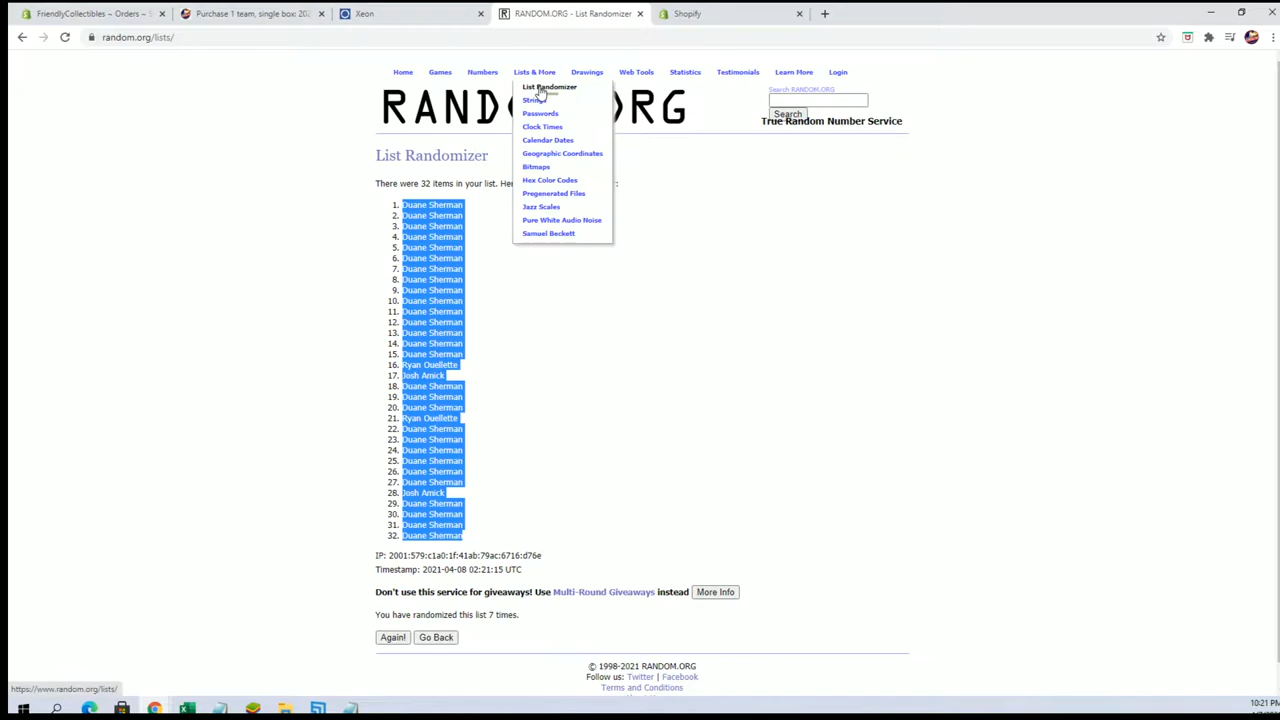 FriendlyCollectibles ~ Orders ~ S
Purchase 1 team, single box: 202
Xeon
RANDOM.ORG - List Randomizer
Shopify
random.org/lists/
Home Games Numbers Lists & More Drawings Web Tools Statistics Testimonials Learn More Login
List Randomizer
Strings
Passwords
Clock Times
Calendar Dates
Geographic Coordinates
Bitmaps
Hex Color Codes
Pregenerated Files
Jazz Scales
Pure White Audio Noise
Samuel Beckett
Search RANDOM.ORG
Search
True Random Number Service
List Randomizer
There were 32 items in your list. Her :
1. Duane Sherman
2. Duane Sherman
3. Duane Sherman
4. Duane Sherman
5. Duane Sherman
6. Duane Sherman
7. Duane Sherman
8. Duane Sherman
9. Duane Sherman
10. Duane Sherman
11. Duane Sherman
12. Duane Sherman
13. Duane Sherman
14. Duane Sherman
15. Duane Sherman
16. Ryan Ouellette
17. Josh Amick
18. Duane Sherman
19. Duane Sherman
20. Duane Sherman
21. Ryan Ouellette
22. Duane Sherman
23. Duane Sherman
24. Duane Sherman
25. Duane Sherman
26. Duane Sherman
27. Duane Sherman
28. Josh Amick
29. Duane Sherman
30. Duane Sherman
31. Duane Sherman
32. Duane Sherman
IP: 2001:579:c1a0:1f:41ab:79ac:6716:d76e
Timestamp: 2021-04-08 02:21:15 UTC
Don't use this service for giveaways! Use Multi-Round Giveaways instead More Info
You have randomized this list 7 times.
Again! Go Back
© 1998-2021 RANDOM.ORG
Follow us: Twitter | Facebook
Terms and Conditions
https://www.random.org/lists/
10:21 PM